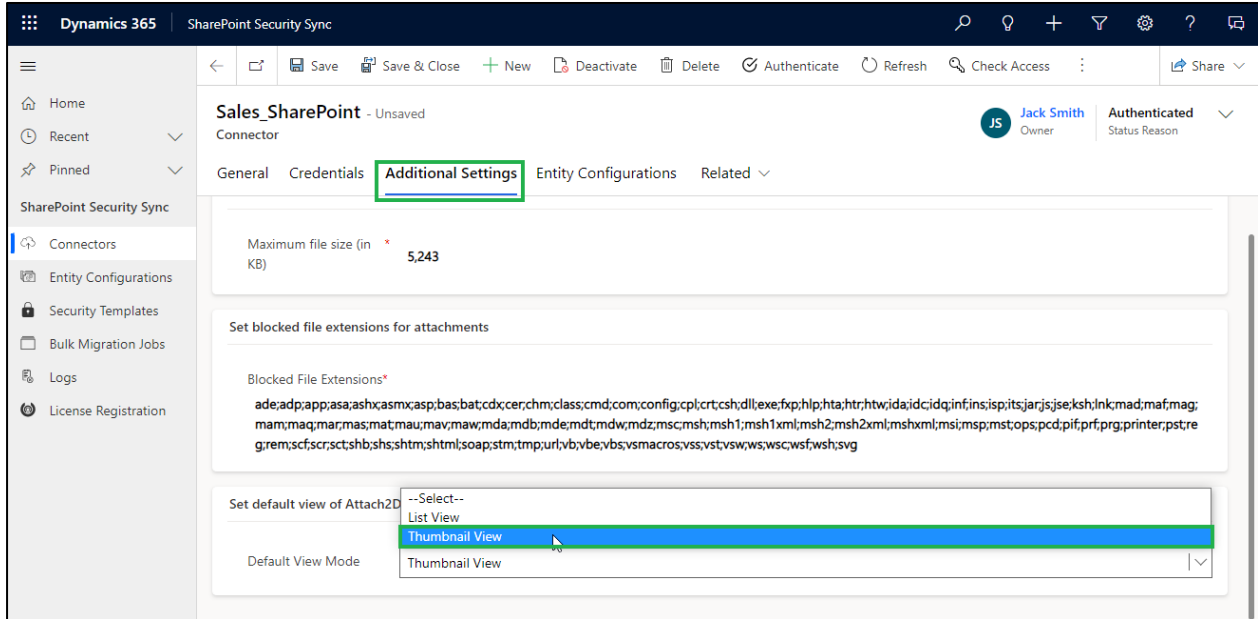 Dynamics 365 SharePoint Security Sync
Save Save & Close New Deactivate Delete Authenticate Refresh Check Access Share
Home
Recent
Pinned
SharePoint Security Sync
Connectors
Entity Configurations
Security Templates
Bulk Migration Jobs
Logs
License Registration
Sales_SharePoint - Unsaved
Connector
JS
Jack Smith
Owner
Authenticated
Status Reason
General Credentials Additional Settings Entity Configurations Related
Maximum file size (in KB) *
5,243
Set blocked file extensions for attachments
Blocked File Extensions*
ade;adp;app;asa;ashx;asmx;asp;bas;bat;cdx;cer;chm;class;cmd;com;config;cpl;crt;csh;dll;exe;fxp;hlp;hta;htr;htw;ida;idc;idq;inf;ins;isp;its;jar;js;jse;ksh;lnk;mad;maf;mag;
mam;maq;mar;mas;mat;mau;mav;maw;mda;mdb;mde;mdt;mdw;mdz;msc;msh;msh1;msh1xml;msh2;msh2xml;mshxml;msi;msp;mst;ops;pcd;pif;prf;prg;printer;pst;re
g;rem;scf;scr;sct;shb;shs;shtm;shtml;soap;stm;tmp;url;vb;vbe;vbs;vsmacros;vss;vst;vsw;ws;wsc;wsf;wsh;svg
Set default view of Attach2D
--Select--
List View
Thumbnail View
Default View Mode
Thumbnail View